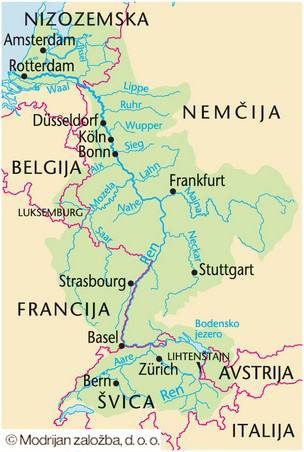 NIZOZEMSKA
Amsterdam
IJssel
Rotterdam
Waal
Lippe
Ruhr
NEMČIJA
Düsseldorf
Wupper
Köln
Sieg
Bonn
BELGIJA
Ahr
Lahn
Frankfurt
Mozela
Majna
LUKSEMBURG
Nahe
Saar
Ren
Neckar
Strasbourg
Stuttgart
FRANCIJA
Bodensko
jezero
Basel
LIHTENŠTAJN
Aare
Zürich
AVSTRIJA
Bern
Ren
ŠVICA
ITALIJA
© Modrijan založba, d. o. o.